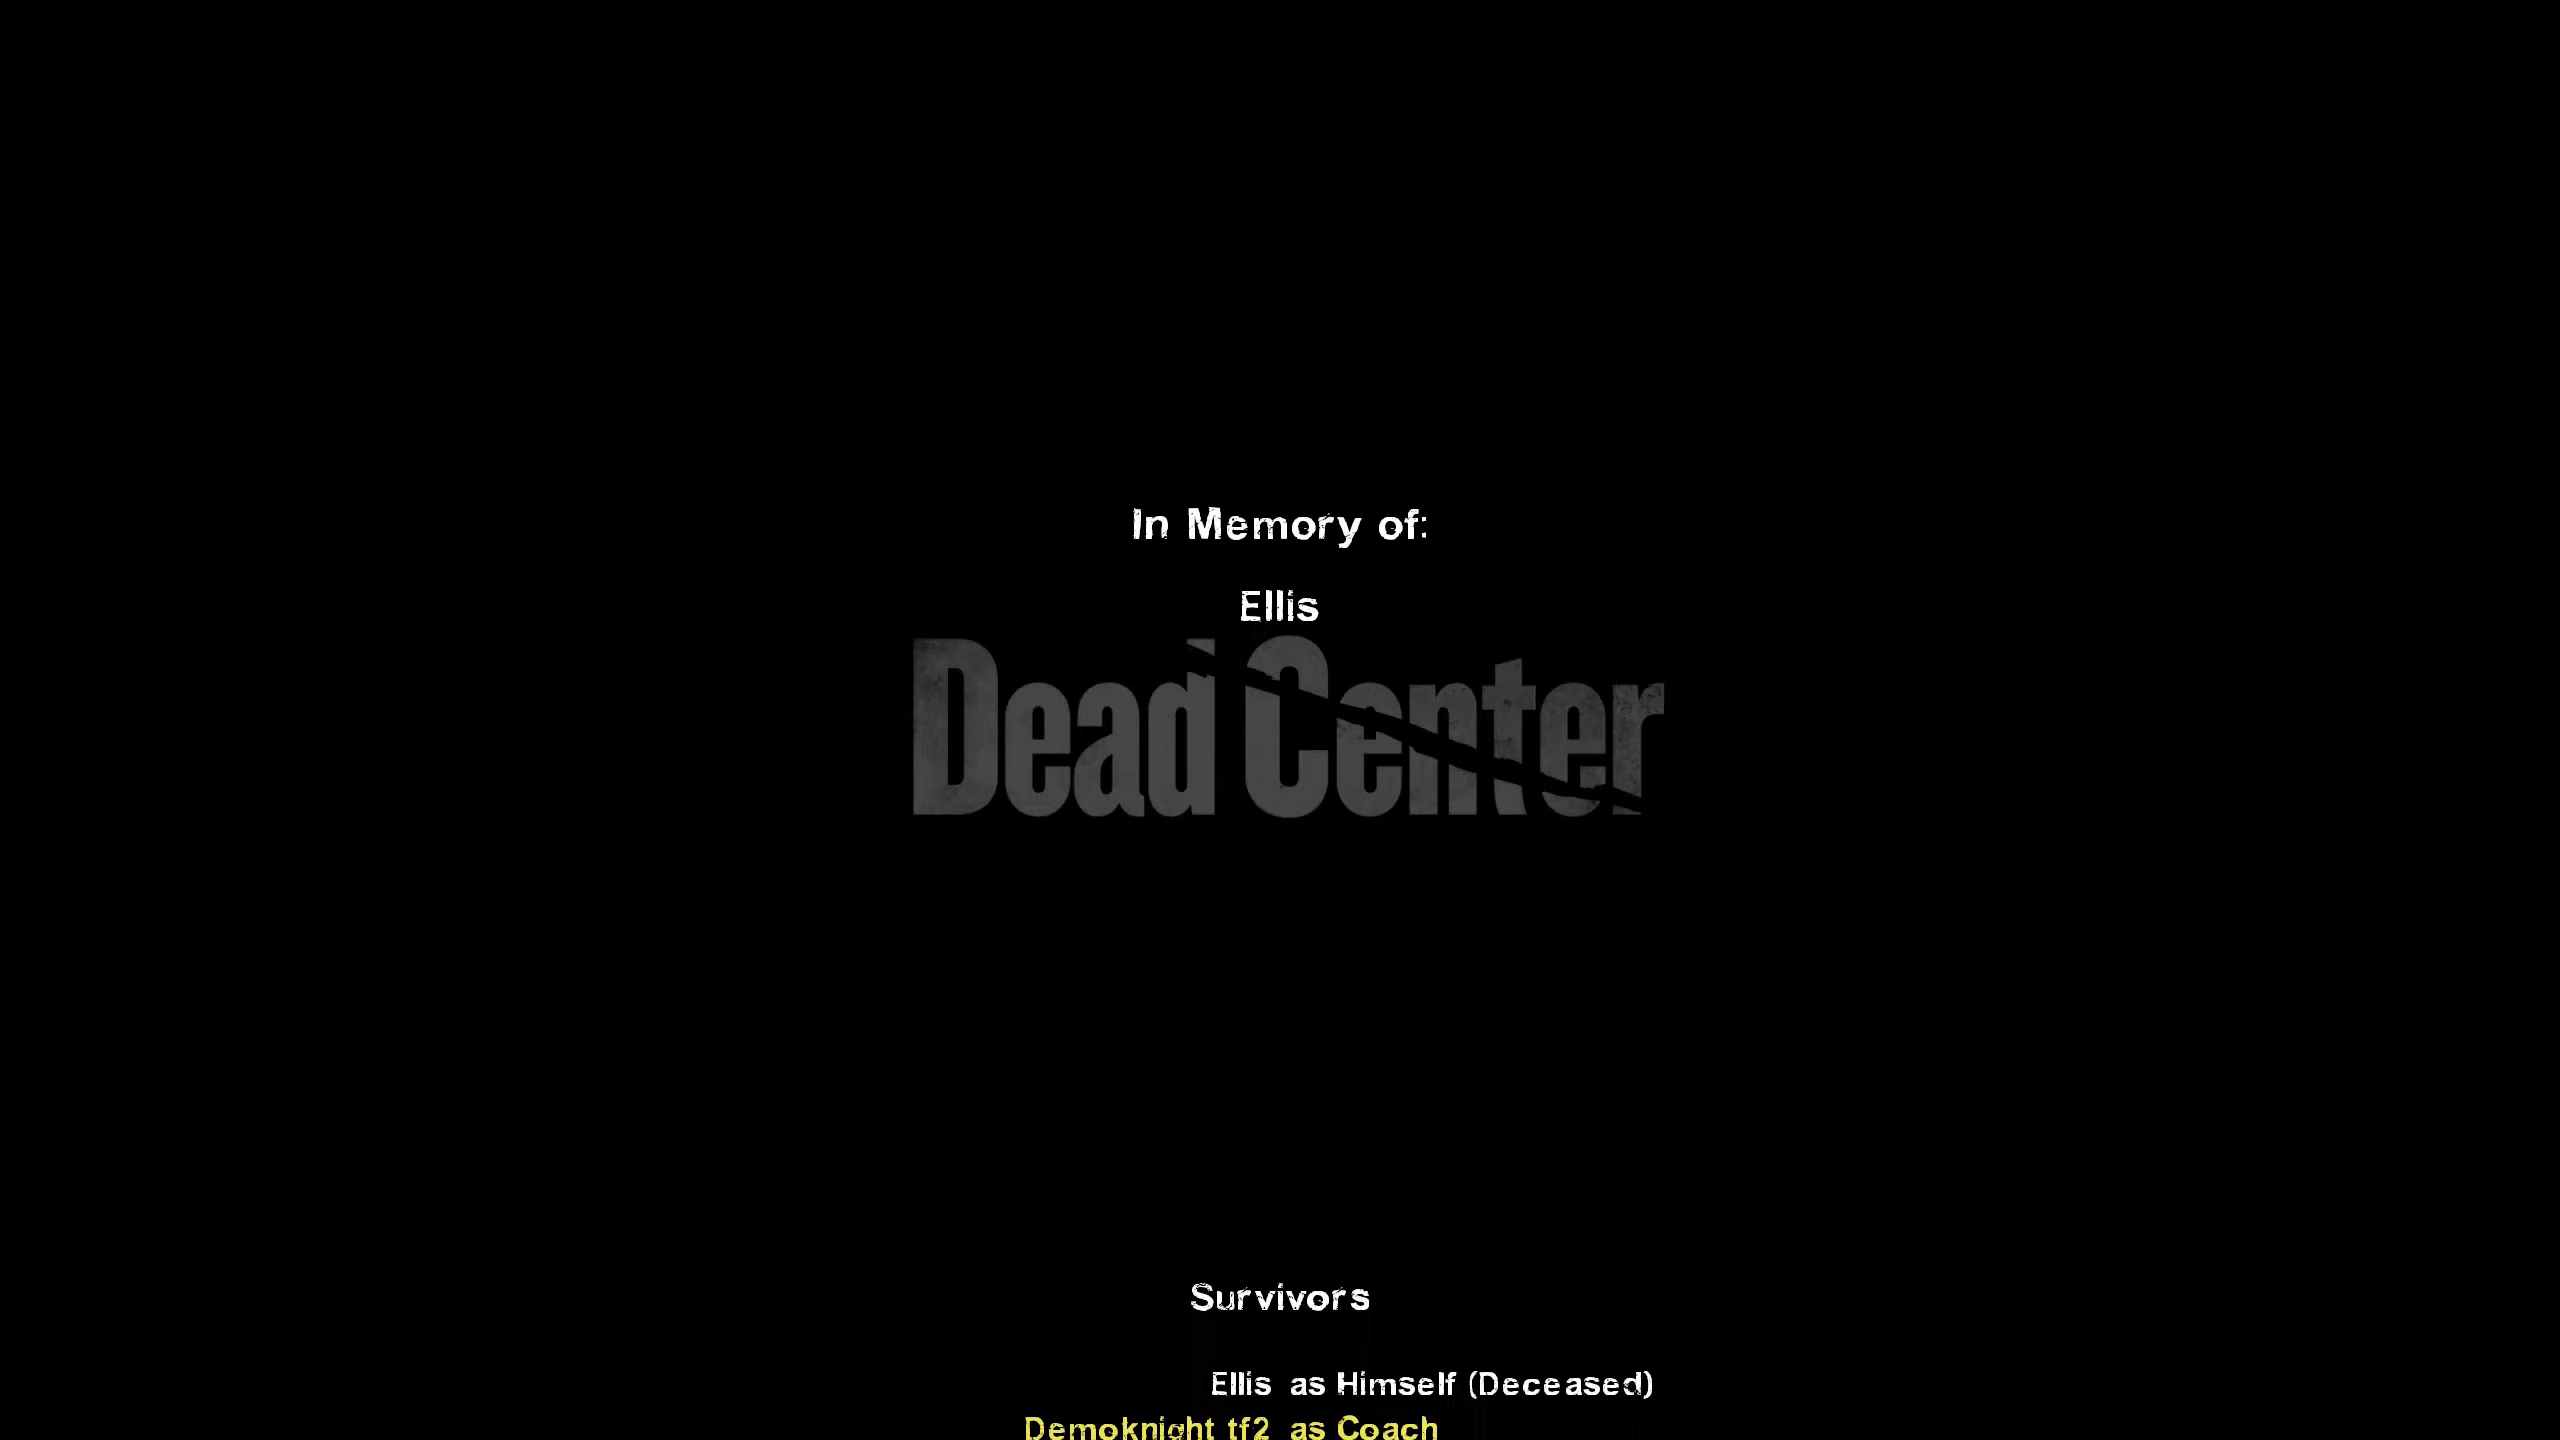 In Memory of:
Ellis
Dead Center
Survivors
Ellis as Himself (Deceased)
Demoknight tf2 as Coach